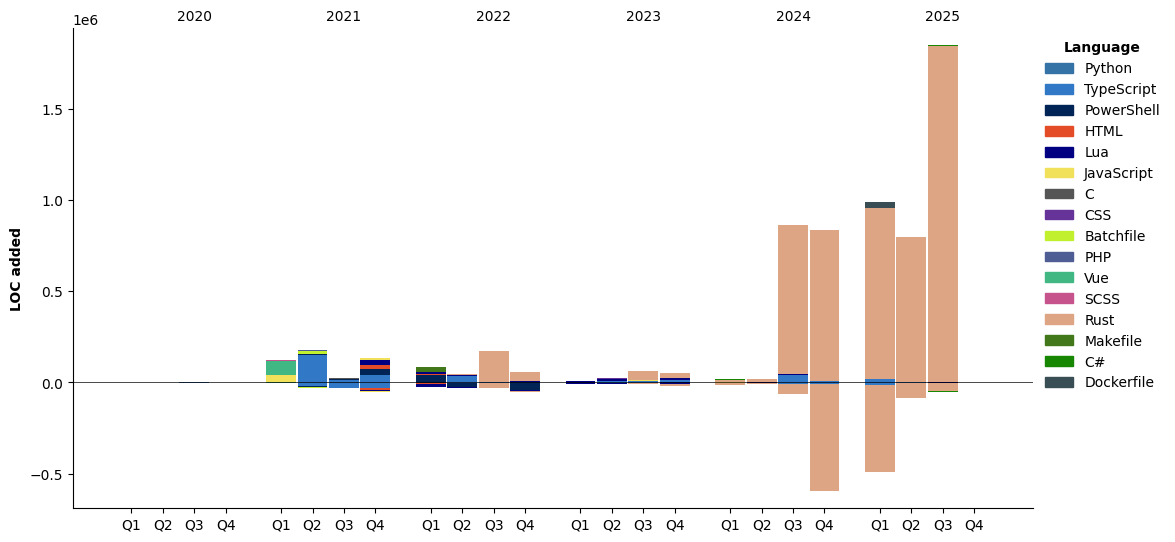 1e6
2020 2021 2022 2023 2024 2025
LOC added
1.5
1.0
0.5
0.0
−0.5
Q1 Q2 Q3 Q4 Q1 Q2 Q3 Q4 Q1 Q2 Q3 Q4 Q1 Q2 Q3 Q4 Q1 Q2 Q3 Q4 Q1 Q2 Q3 Q4
Language
Python
TypeScript
PowerShell
HTML
Lua
JavaScript
C
CSS
Batchfile
PHP
Vue
SCSS
Rust
Makefile
C#
Dockerfile